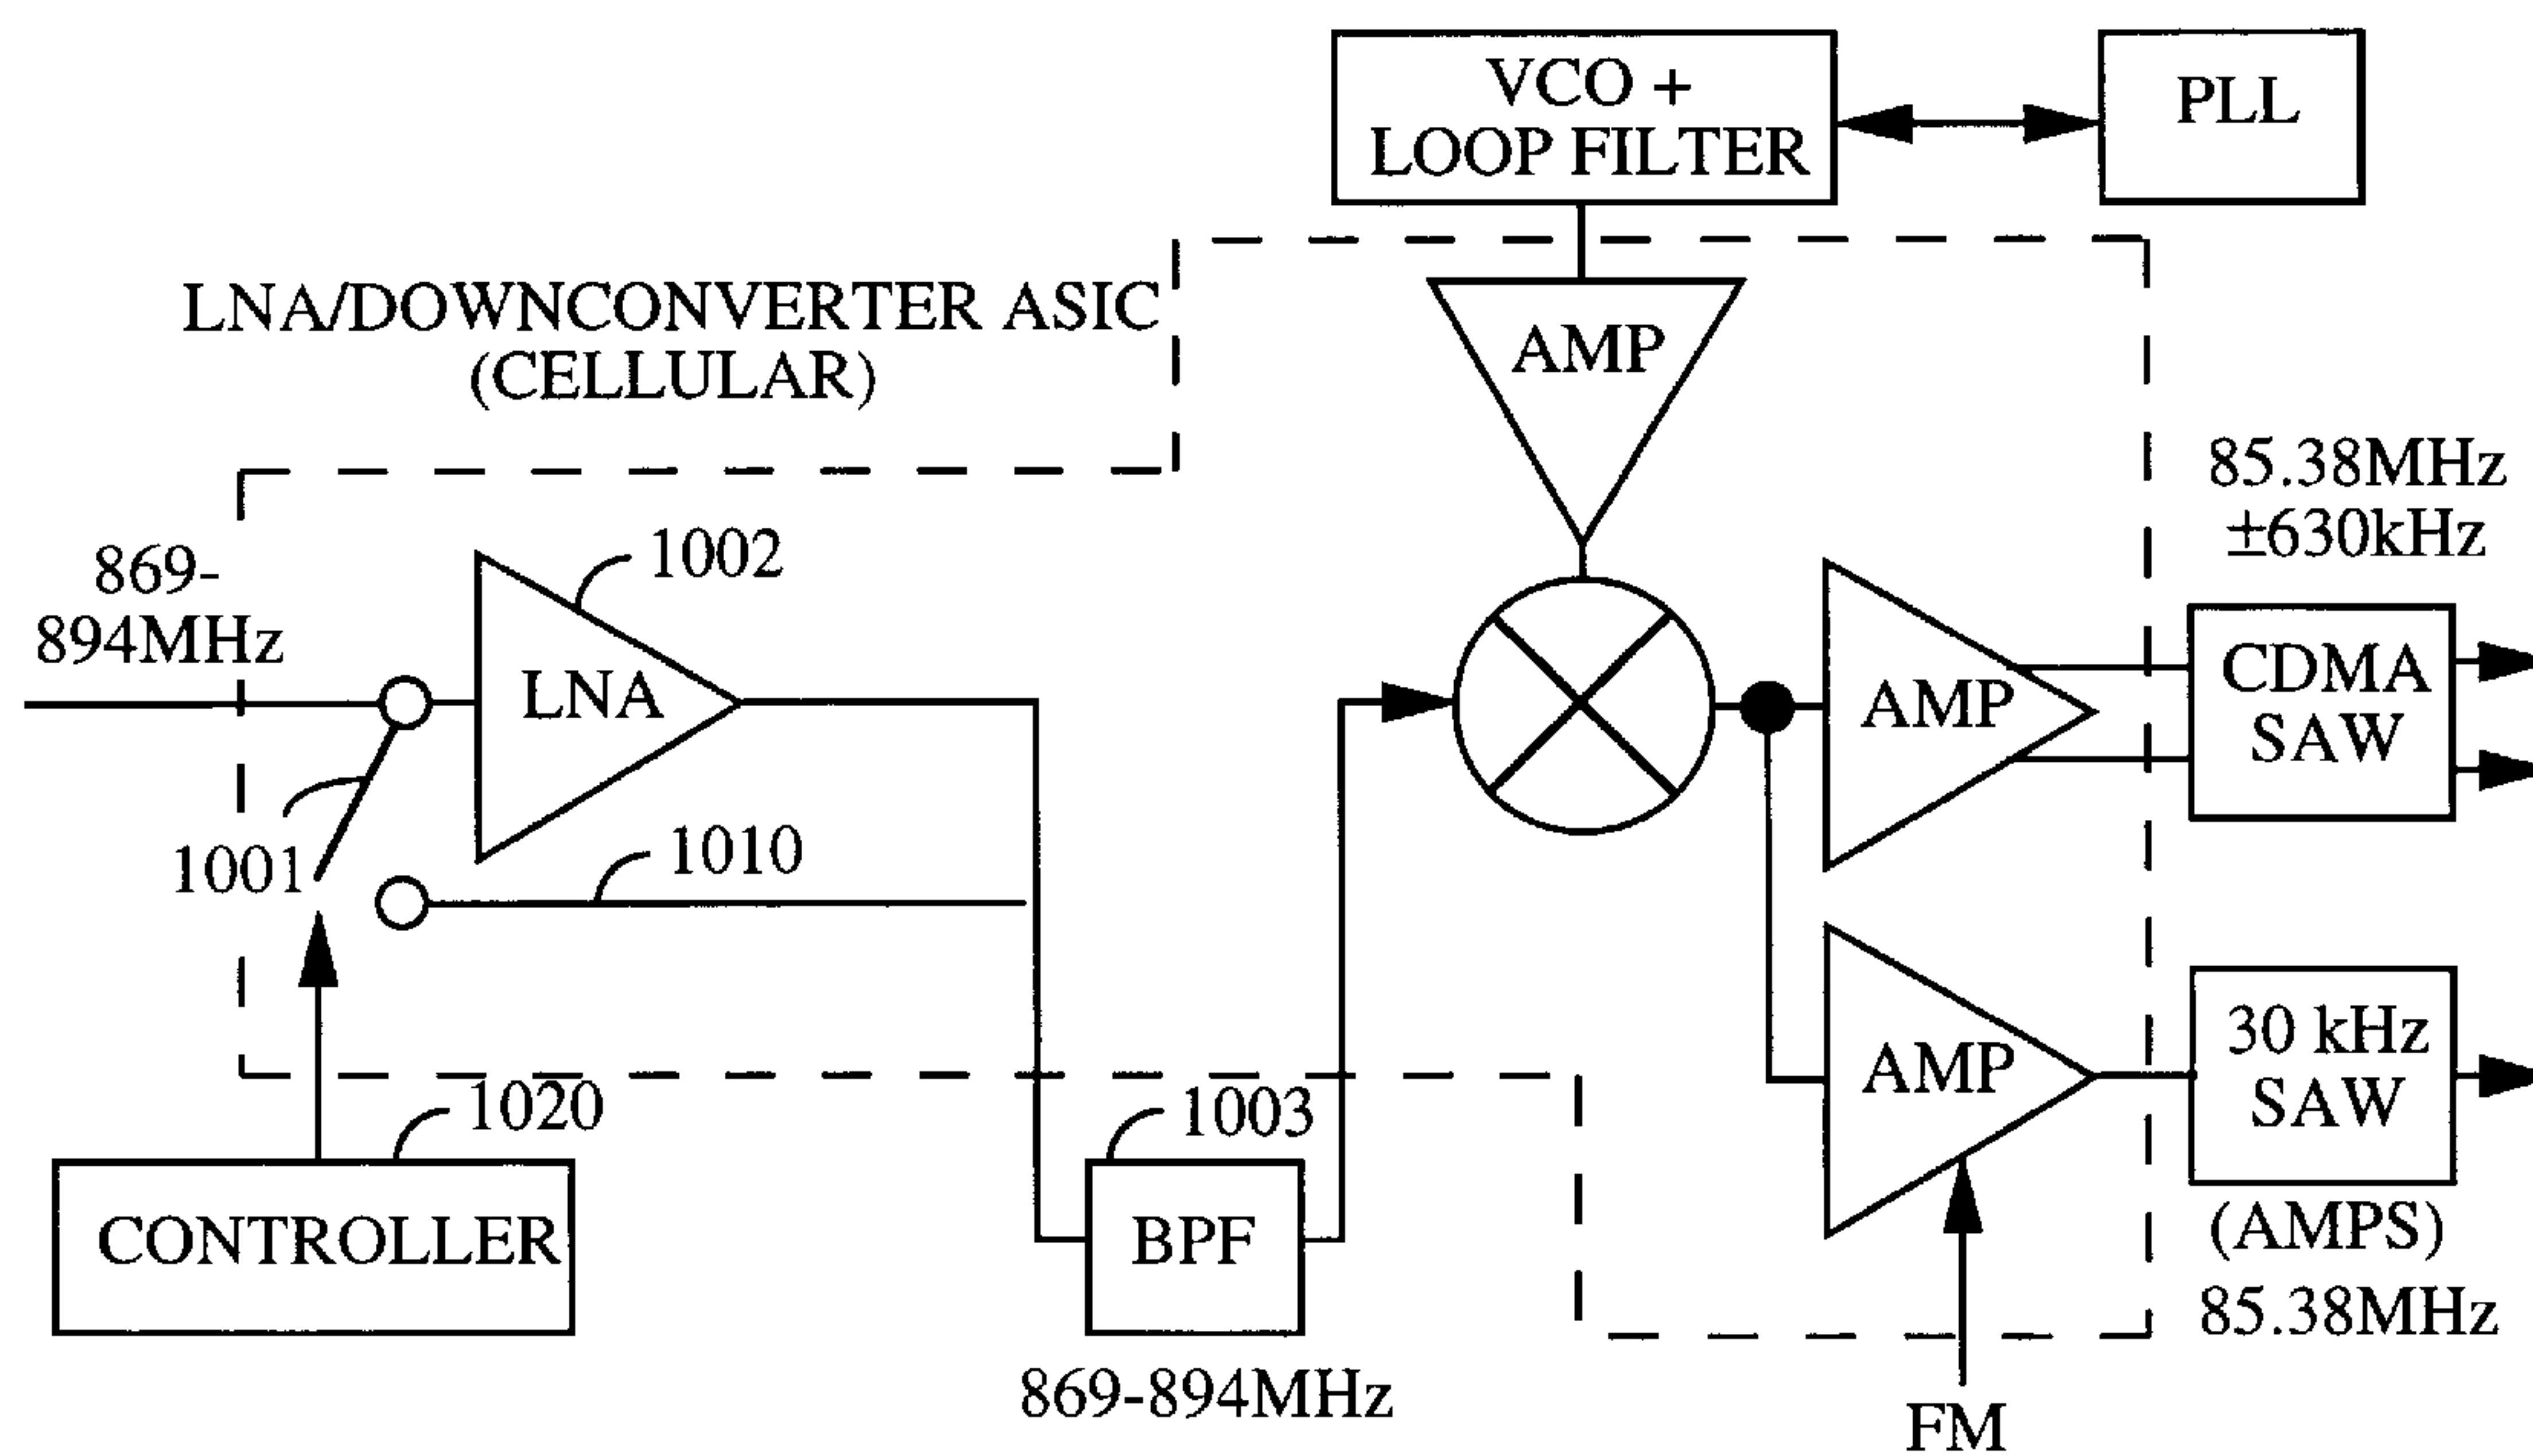 VCO +
LOOP FILTER
PLL
LNA/DOWNCONVERTER ASIC
(CELLULAR)
AMP
85.38MHz
±630kHz
869-
894MHz
1002
LNA
AMP
CDMA
SAW
1001
1010
1020
CONTROLLER
1003
BPF
869-894MHz
AMP
30 kHz
SAW
(AMPS)
85.38MHz
FM